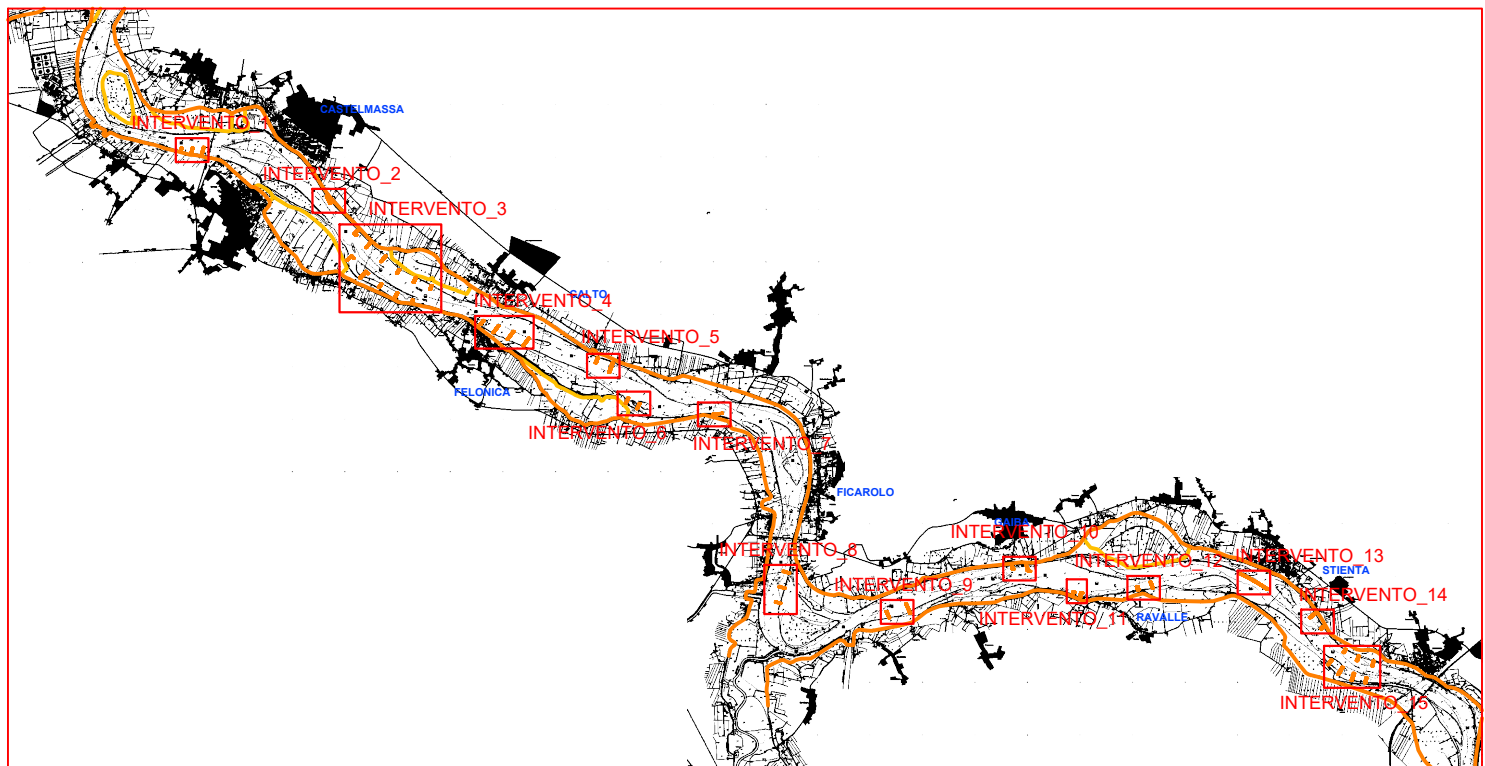 CASTELMASSA
INTERVENTO_1
INTERVENTO_2
INTERVENTO_3
CALTO
INTERVENTO_4
INTERVENTO_5
FELONICA
INTERVENTO_6
INTERVENTO_7
FICAROLO
GAIBA
INTERVENTO_10
INTERVENTO_8
INTERVENTO_12
INTERVENTO_13
STIENTA
INTERVENTO_9
INTERVENTO_14
INTERVENTO_11
RAVALLE
INTERVENTO_15